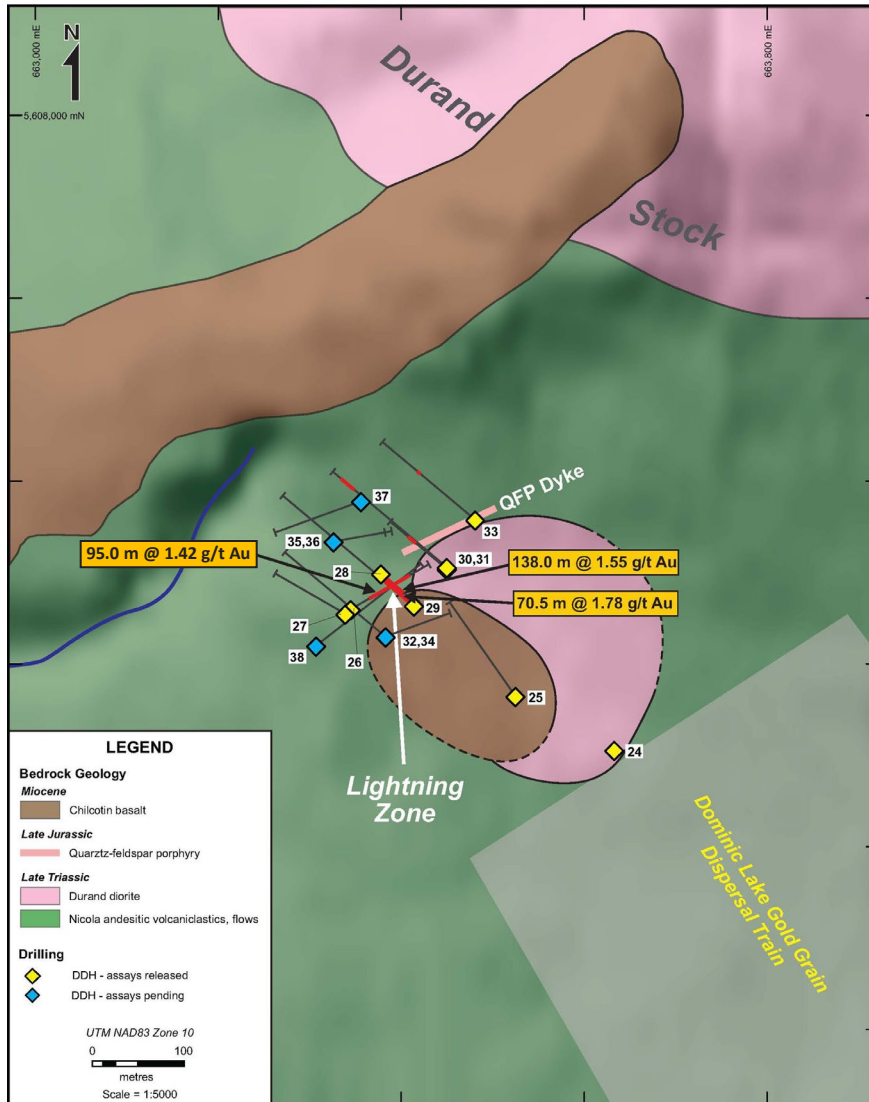 663,000 mE
663,800 mE
N
5,608,000 mN
Durand
Stock
QFP Dyke
37
33
35,36
30,31
95.0 m @ 1.42 g/t Au
28
138.0 m @ 1.55 g/t Au
70.5 m @ 1.78 g/t Au
29
27
26
38
32,34
25
24
Lightning
Zone
Dominic Lake Gold Grain
Dispersal Train
LEGEND
Bedrock Geology
Miocene
Chilcotin basalt
Late Jurassic
Quarztz-feldspar porphyry
Late Triassic
Durand diorite
Nicola andesitic volcaniclastics, flows
Drilling
DDH - assays released
DDH - assays pending
UTM NAD83 Zone 10
0 100
metres
Scale = 1:5000